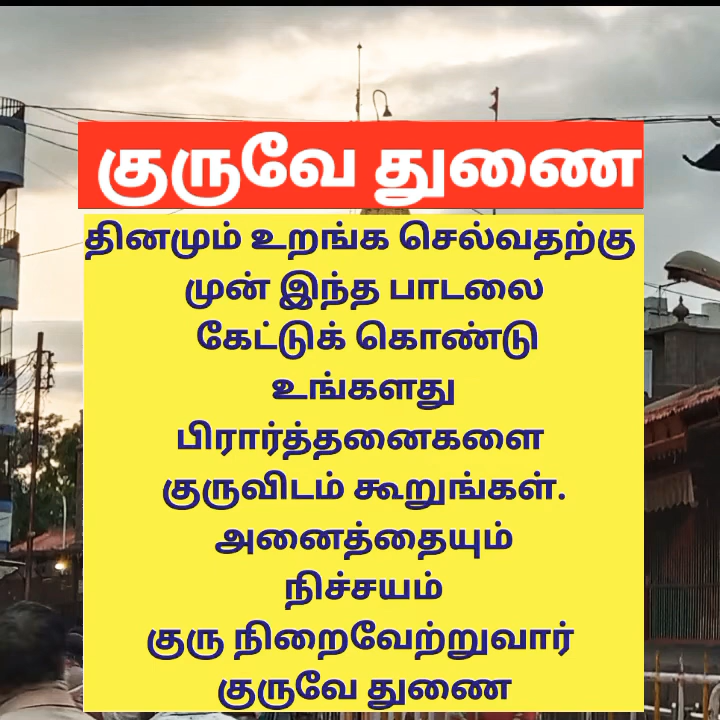 குருவே துணை
தினமும் உறங்க செல்வதற்கு
முன் இந்த பாடலை
கேட்டுக் கொண்டு
உங்களது
பிரார்த்தனைகளை
குருவிடம் கூறுங்கள்.
அனைத்தையும்
நிச்சயம்
குரு நிறைவேற்றுவார்
குருவே துணை